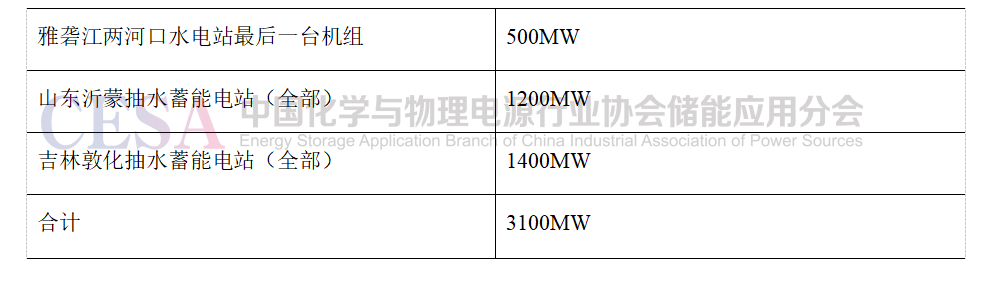 雅砻江两河口水电站最后一台机组 500MW
山东沂蒙抽水蓄能电站（全部） 1200MW
CESA 中国化学与物理电源行业协会储能应用分会
Energy Storage Application Branch of China Industrial Association of Power Sources
吉林敦化抽水蓄能电站（全部） 1400MW
合计 3100MW